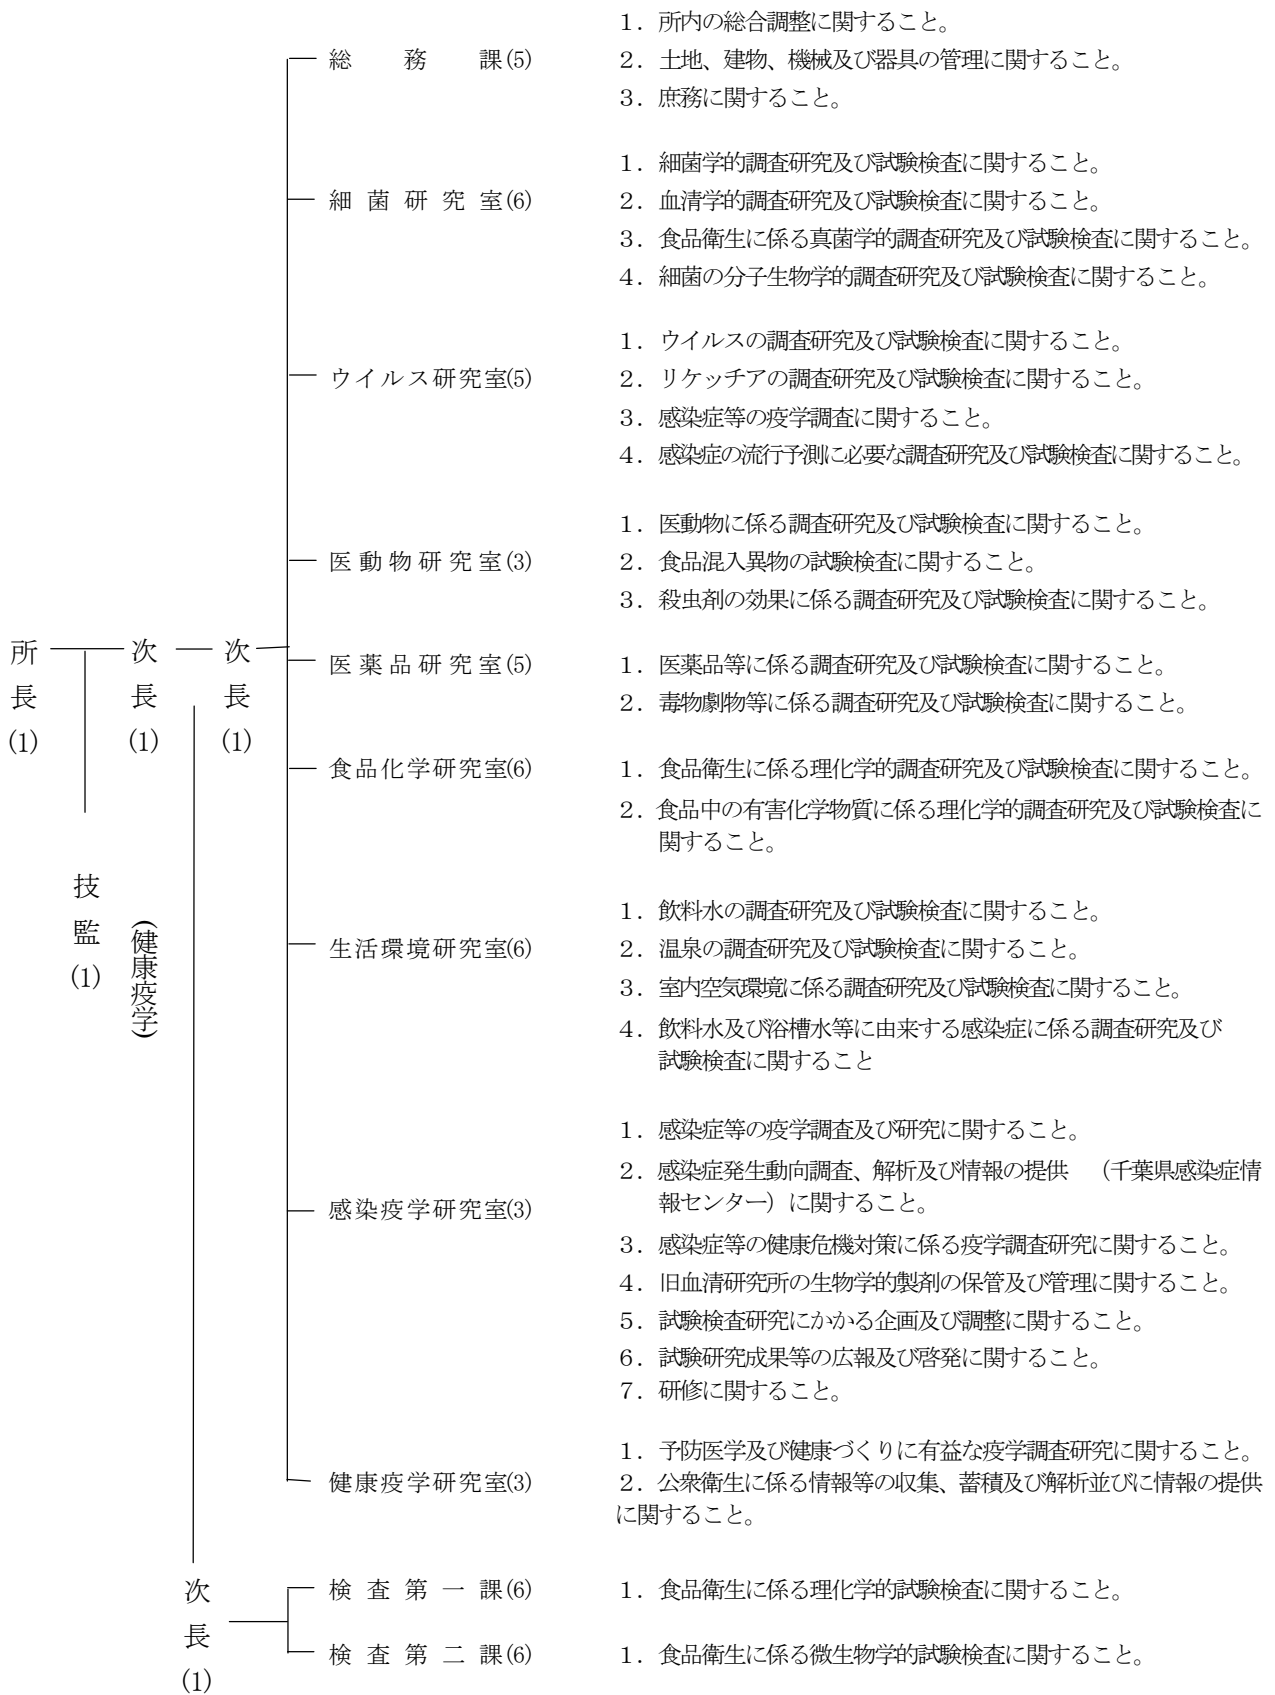 所長(1)
技監(1)
(健康疫学)
次長(1)
次長(1)
総務課(5)
1．所内の総合調整に関すること。
2．土地、建物、機械及び器具の管理に関すること。
3．庶務に関すること。
細菌研究室(6)
1．細菌学的調査研究及び試験検査に関すること。
2．血清学的調査研究及び試験検査に関すること。
3．食品衛生に係る真菌学的調査研究及び試験検査に関すること。
4．細菌の分子生物学的調査研究及び試験検査に関すること。
ウイルス研究室(5)
1．ウイルスの調査研究及び試験検査に関すること。
2．リケッチアの調査研究及び試験検査に関すること。
3．感染症等の疫学調査に関すること。
4．感染症の流行予測に必要な調査研究及び試験検査に関すること。
医動物研究室(3)
1．医動物に係る調査研究及び試験検査に関すること。
2．食品混入異物の試験検査に関すること。
3．殺虫剤の効果に係る調査研究及び試験検査に関すること。
医薬品研究室(5)
1．医薬品等に係る調査研究及び試験検査に関すること。
2．毒物劇物等に係る調査研究及び試験検査に関すること。
食品化学研究室(6)
1．食品衛生に係る理化学的調査研究及び試験検査に関すること。
2．食品中の有害化学物質に係る理化学的調査研究及び試験検査に
関すること。
生活環境研究室(6)
1．飲料水の調査研究及び試験検査に関すること。
2．温泉の調査研究及び試験検査に関すること。
3．室内空気環境に係る調査研究及び試験検査に関すること。
4．飲料水及び浴槽水等に由来する感染症に係る調査研究及び
試験検査に関すること
感染疫学研究室(3)
1．感染症等の疫学調査及び研究に関すること。
2．感染症発生動向調査、解析及び情報の提供　（千葉県感染症情
報センター）に関すること。
3．感染症等の健康危機対策に係る疫学調査研究に関すること。
4．旧血清研究所の生物学的製剤の保管及び管理に関すること。
5．試験検査研究にかかる企画及び調整に関すること。
6．試験研究成果等の広報及び啓発に関すること。
7．研修に関すること。
健康疫学研究室(3)
1．予防医学及び健康づくりに有益な疫学調査研究に関すること。
2．公衆衛生に係る情報等の収集、蓄積及び解析並びに情報の提供
に関すること。
次長(1)
検査第一課(6)
1．食品衛生に係る理化学的試験検査に関すること。
検査第二課(6)
1．食品衛生に係る微生物学的試験検査に関すること。